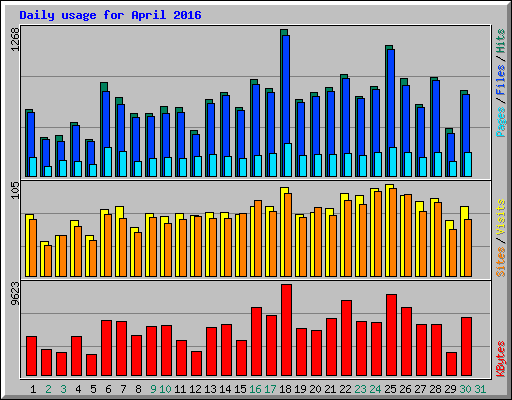 Daily usage for April 2016
1268
Pages / Files / Hits
105
Sites / Visits
9623
KBytes
1 2 3 4 5 6 7 8 9 10 11 12 13 14 15 16 17 18 19 20 21 22 23 24 25 26 27 28 29 30 31